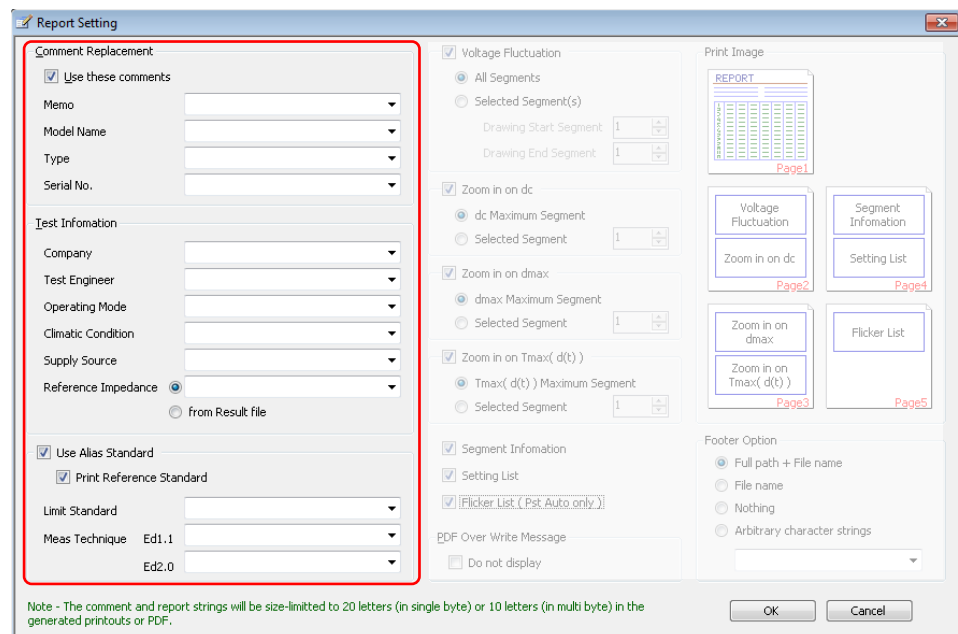 Report Setting
Comment Replacement
Use these comments
Memo
Model Name
Type
Serial No.
Test Infomation
Company
Test Engineer
Operating Mode
Climatic Condition
Supply Source
Reference Impedance
from Result file
Use Alias Standard
Print Reference Standard
Limit Standard
Meas Technique Ed1.1
Ed2.0
Voltage Fluctuation
All Segments
Selected Segment(s)
Drawing Start Segment 1
Drawing End Segment 1
Zoom in on dc
dc Maximum Segment
Selected Segment 1
Zoom in on dmax
dmax Maximum Segment
Selected Segment 1
Zoom in on Tmax( d(t) )
Tmax( d(t) ) Maximum Segment
Selected Segment 1
Segment Infomation
Setting List
Flicker List ( Pst Auto only )
PDF Over Write Message
Do not display
Print Image
REPORT
Page1
Voltage
Fluctuation
Zoom in on dc
Page2
Segment
Infomation
Setting List
Page4
Zoom in on
dmax
Zoom in on
Tmax( d(t) )
Page3
Flicker List
Page5
Footer Option
Full path + File name
File name
Nothing
Arbitrary character strings
Note - The comment and report strings will be size-limitted to 20 letters (in single byte) or 10 letters (in multi byte) in the
generated printouts or PDF.
OK
Cancel